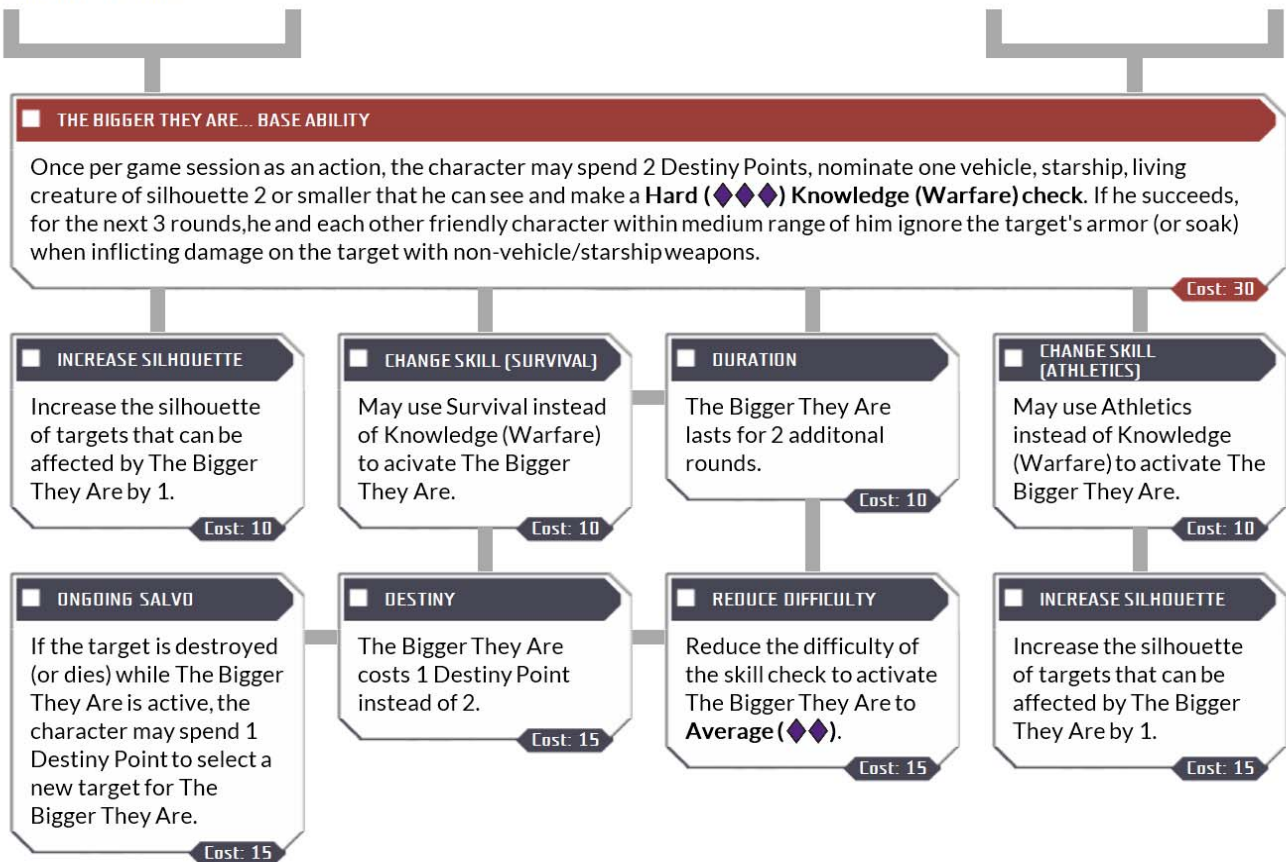 THE BIGGER THEY ARE... BASE ABILITY
Once per game session as an action, the character may spend 2 Destiny Points, nominate one vehicle, starship, living
creature of silhouette 2 or smaller that he can see and make a Hard (◆◆◆) Knowledge (Warfare) check. If he succeeds,
for the next 3 rounds,he and each other friendly character within medium range of him ignore the target's armor (or soak)
when inflicting damage on the target with non-vehicle/starship weapons.
Cost: 30
INCREASE SILHOUETTE
Increase the silhouette
of targets that can be
affected by The Bigger
They Are by 1.
Cost: 10
CHANGE SKILL (SURVIVAL)
May use Survival instead
of Knowledge (Warfare)
to acivate The Bigger
They Are.
Cost: 10
DURATION
The Bigger They Are
lasts for 2 additonal
rounds.
Cost: 10
CHANGE SKILL
(ATHLETICS)
May use Athletics
instead of Knowledge
(Warfare) to activate The
Bigger They Are.
Cost: 10
ONGOING SALVO
If the target is destroyed
(or dies) while The Bigger
They Are is active, the
character may spend 1
Destiny Point to select a
new target for The
Bigger They Are.
Cost: 15
DESTINY
The Bigger They Are
costs 1 Destiny Point
instead of 2.
Cost: 15
REDUCE DIFFICULTY
Reduce the difficulty of
the skill check to activate
The Bigger They Are to
Average (◆◆).
Cost: 15
INCREASE SILHOUETTE
Increase the silhouette
of targets that can be
affected by The Bigger
They Are by 1.
Cost: 15